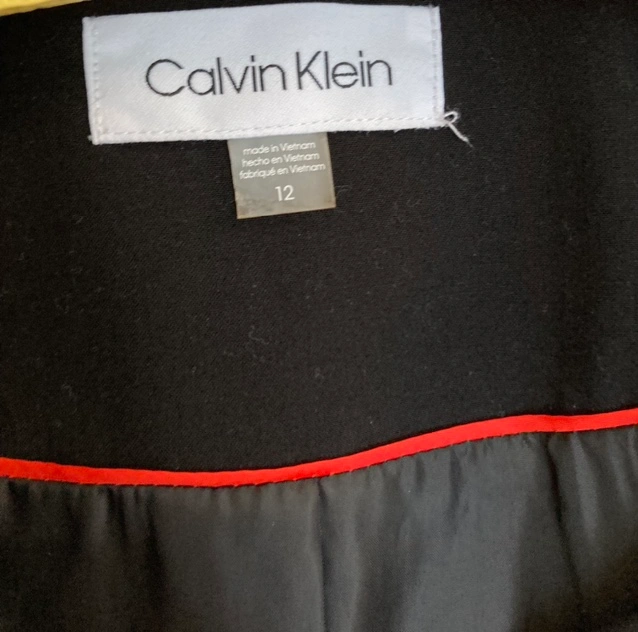 Calvin Klein
made in Vietnam
hecho en Vietnam
fabriqué en Vietnam
12